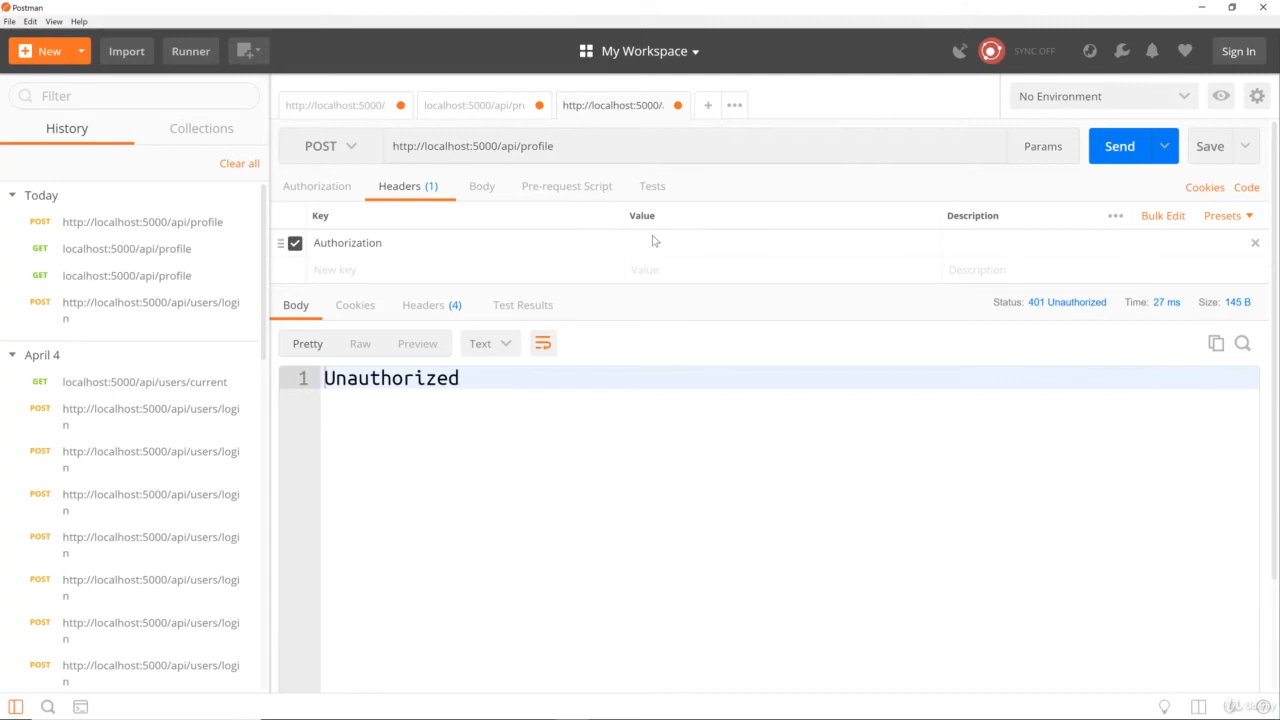 Postman
File Edit View Help
New Import Runner My Workspace SYNC OFF Sign In
Filter
History Collections
Clear all
Today
POST http://localhost:5000/api/profile
GET http://localhost:5000/api/profile
GET http://localhost:5000/api/profile
POST http://localhost:5000/api/users/logi
n
April 4
GET localhost:5000/api/users/current
POST http://localhost:5000/api/users/logi
n
POST http://localhost:5000/api/users/logi
n
POST http://localhost:5000/api/users/logi
n
POST http://localhost:5000/api/users/logi
n
POST http://localhost:5000/api/users/logi
n
POST http://localhost:5000/api/users/logi
n
POST http://localhost:5000/api/users/logi
n
http://localhost:5000/ localhost:5000/api/pr http://localhost:5000/. + •••
No Environment
POST http://localhost:5000/api/profile Params Send Save
Authorization Headers (1) Body Pre-request Script Tests Cookies Code
Key Value Description ••• Bulk Edit Presets
Authorization
New key Value Description
Body Cookies Headers (4) Test Results Status: 401 Unauthorized Time: 27 ms Size: 145 B
Pretty Raw Preview Text
1 Unauthorized